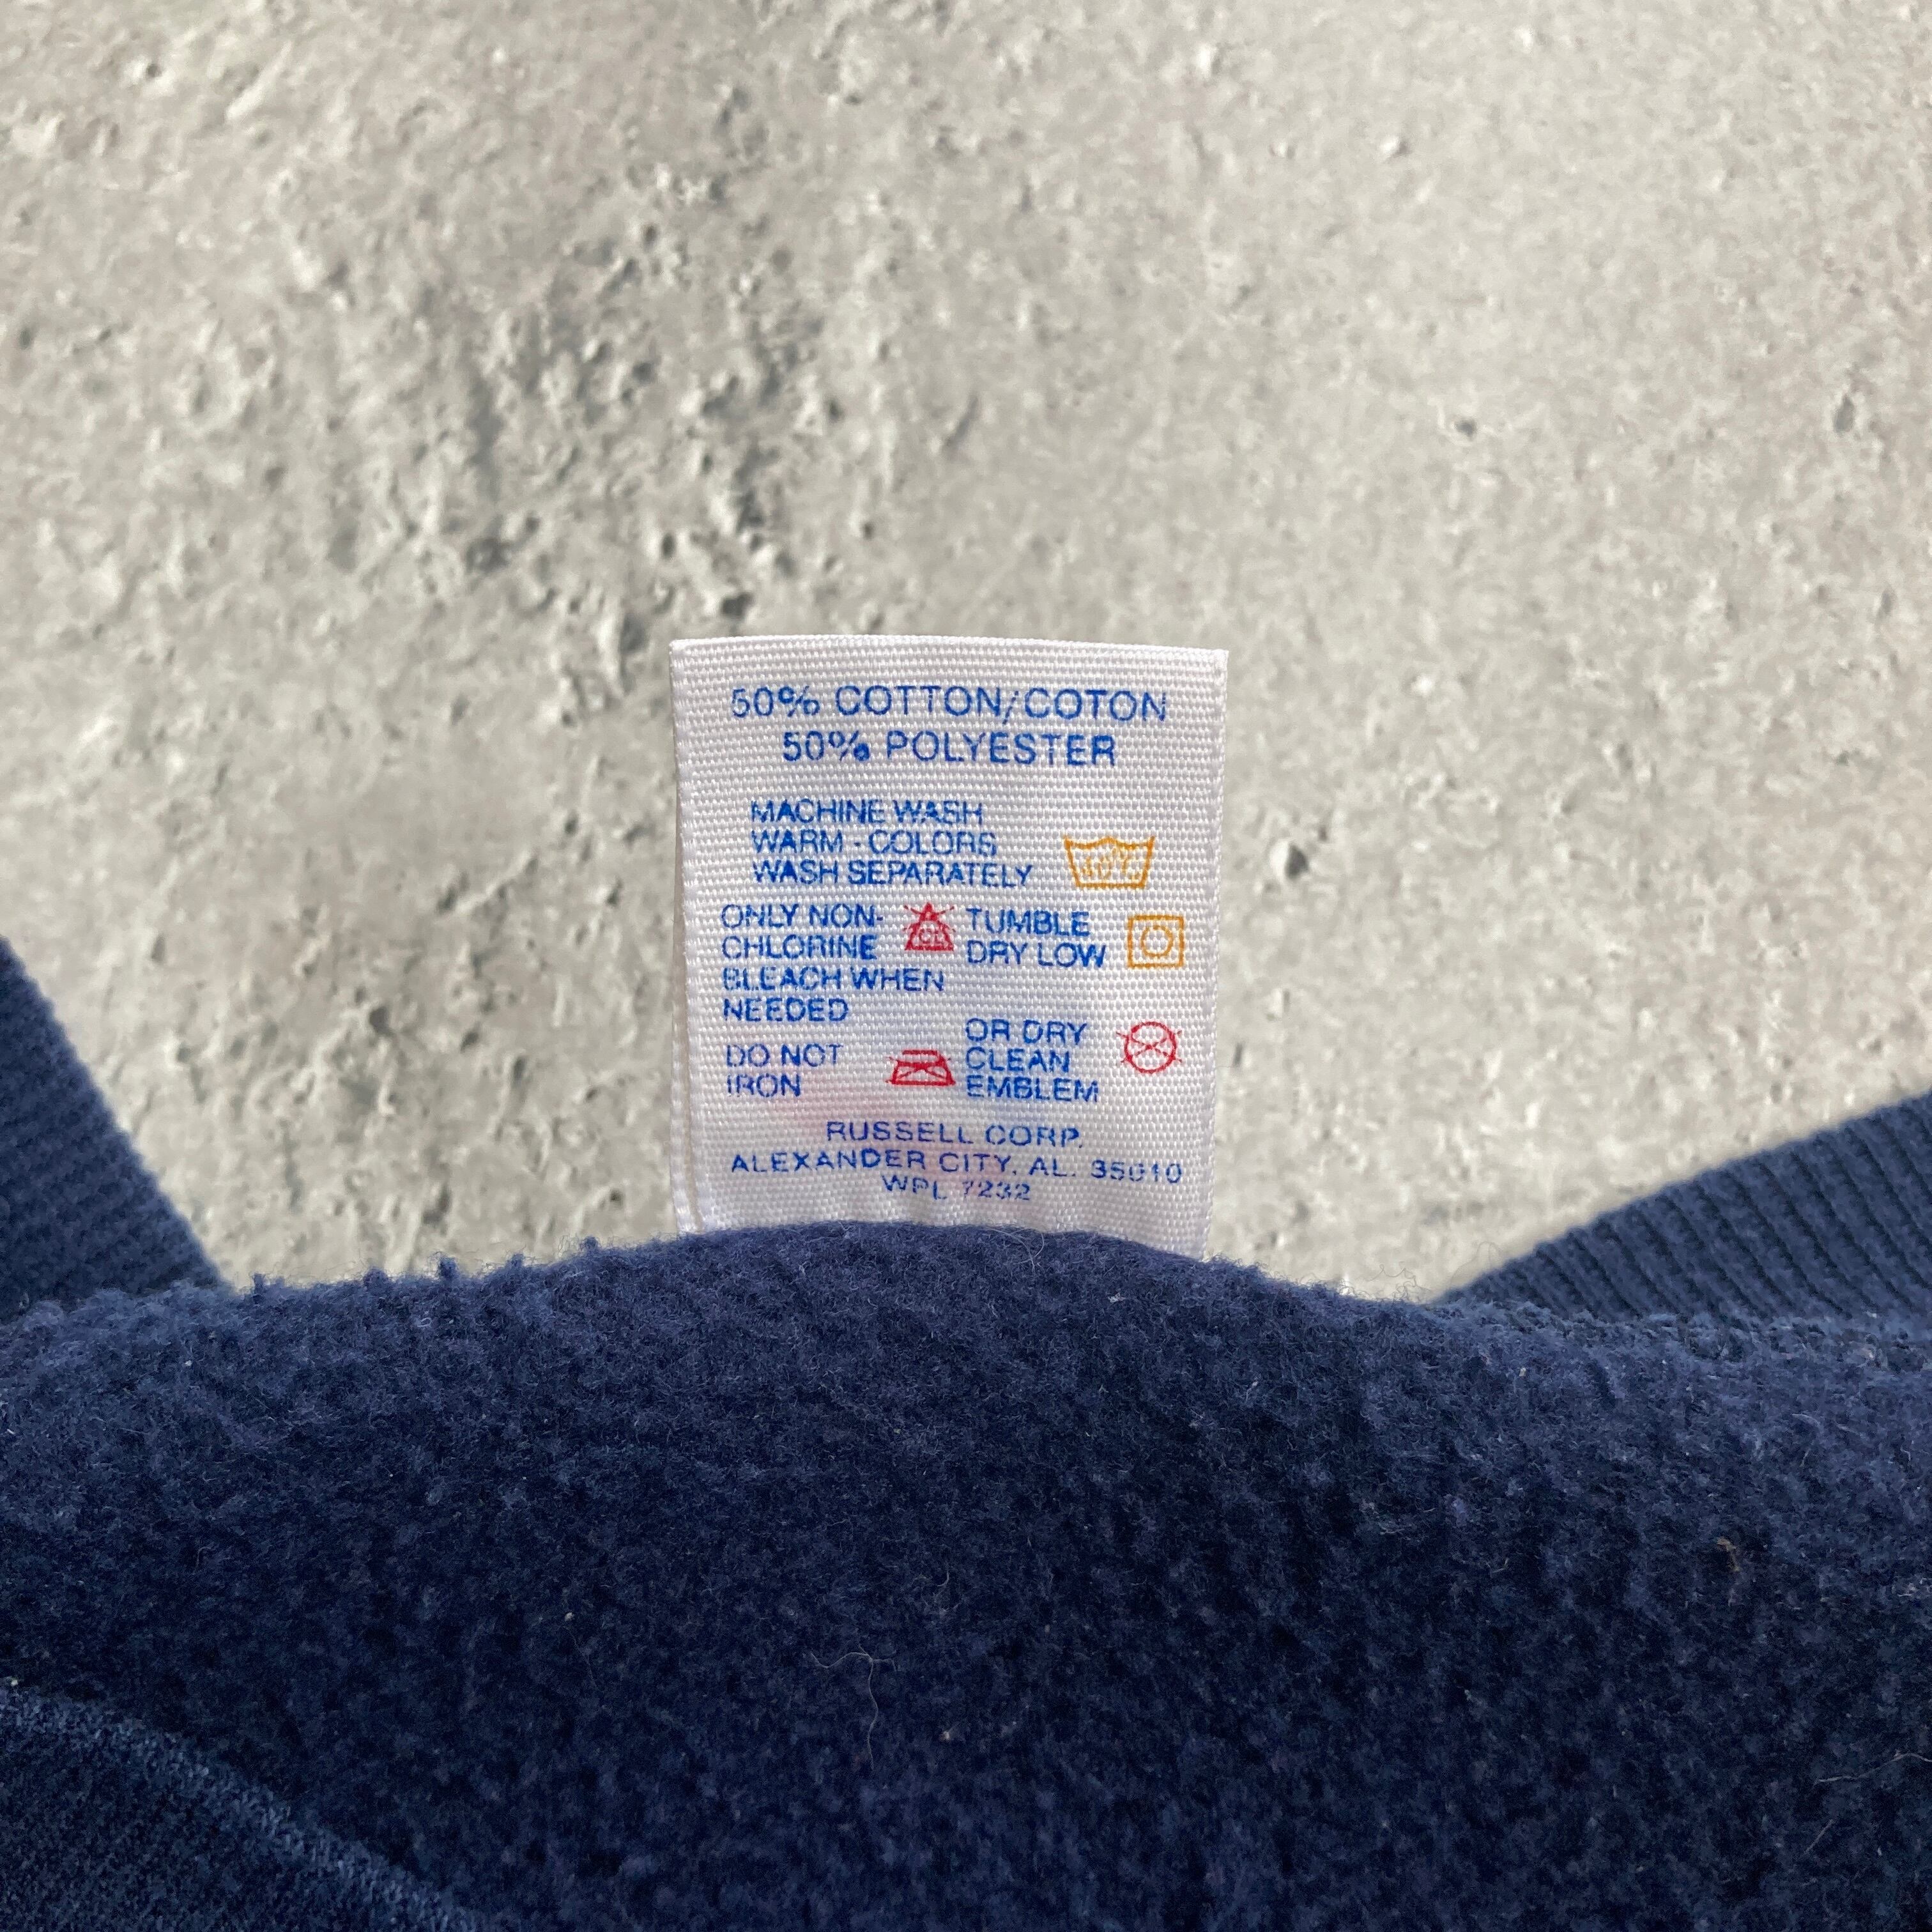 50% COTTON/COTON
50% POLYESTER
MACHINE WASH
WARM - COLORS
WASH SEPARATELY
ONLY NON-
CHLORINE
BLEACH WHEN
NEEDED
CL
TUMBLE
DRY LOW
DO NOT
IRON
OR DRY
CLEAN
EMBLEM
RUSSELL CORP.
ALEXANDER CITY, AL. 35010
WPL 7232